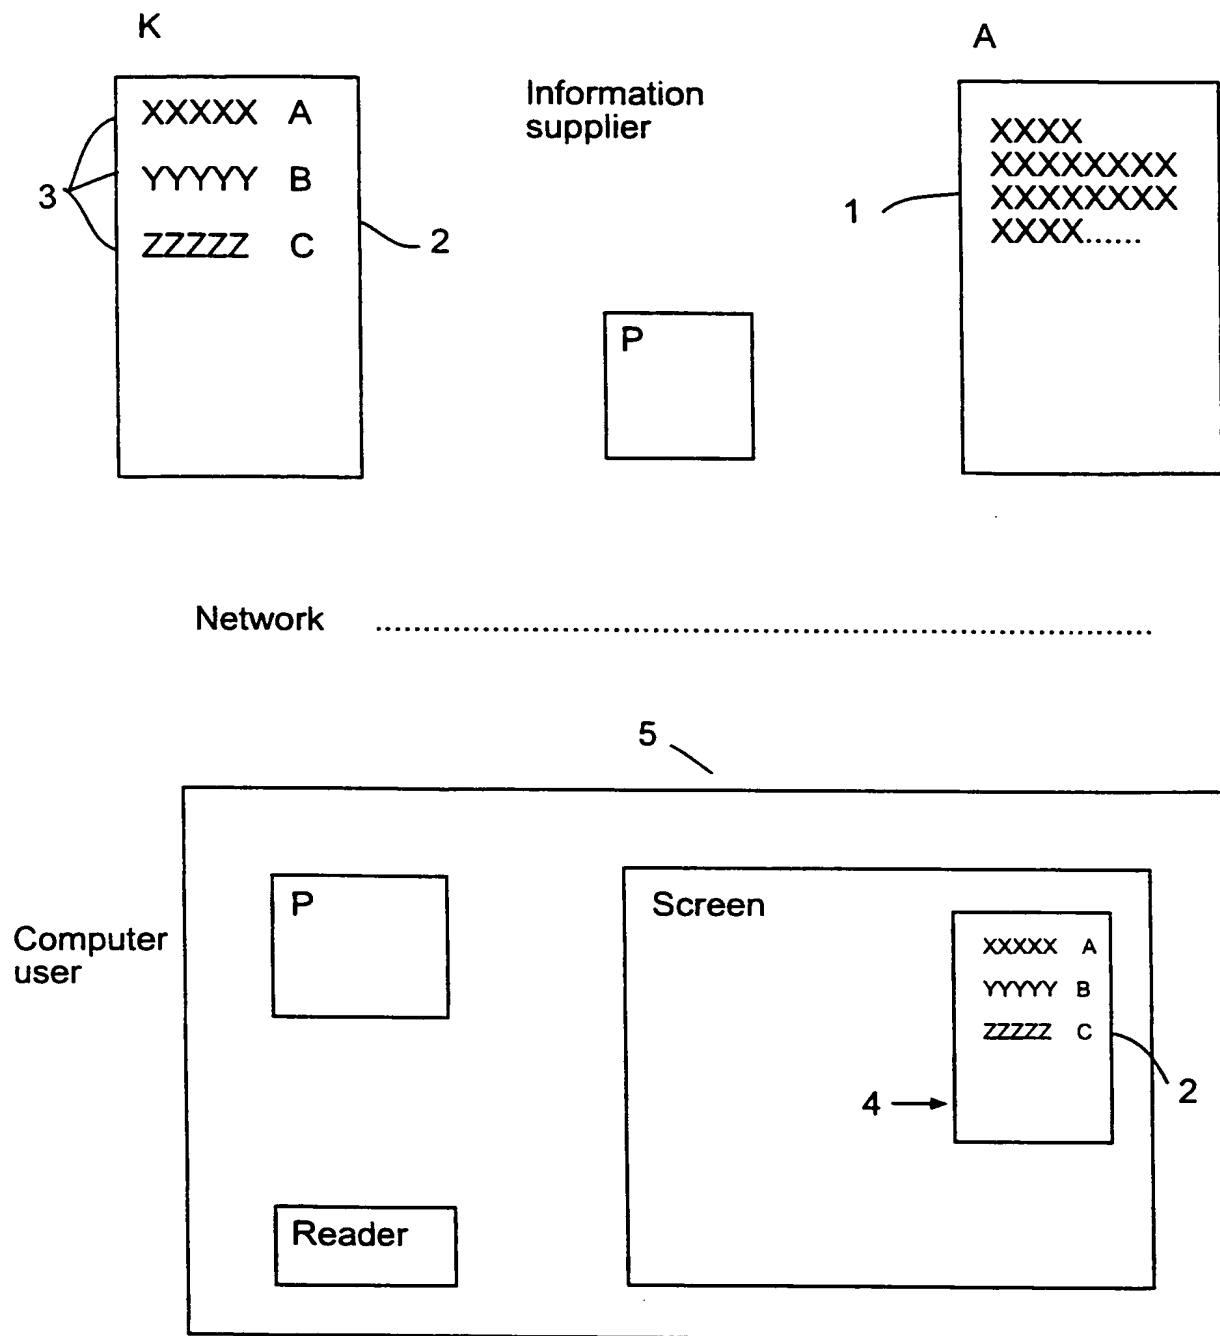 K
A
XXXXX A
YYYYY B
ZZZZZ C
3
2
Information
supplier
1
XXXX
XXXXXXXX
XXXXXXXX
XXXX......
P
Network ................................................................
5
Computer
user
P
Screen
XXXXX A
YYYYY B
ZZZZZ C
4
2
Reader